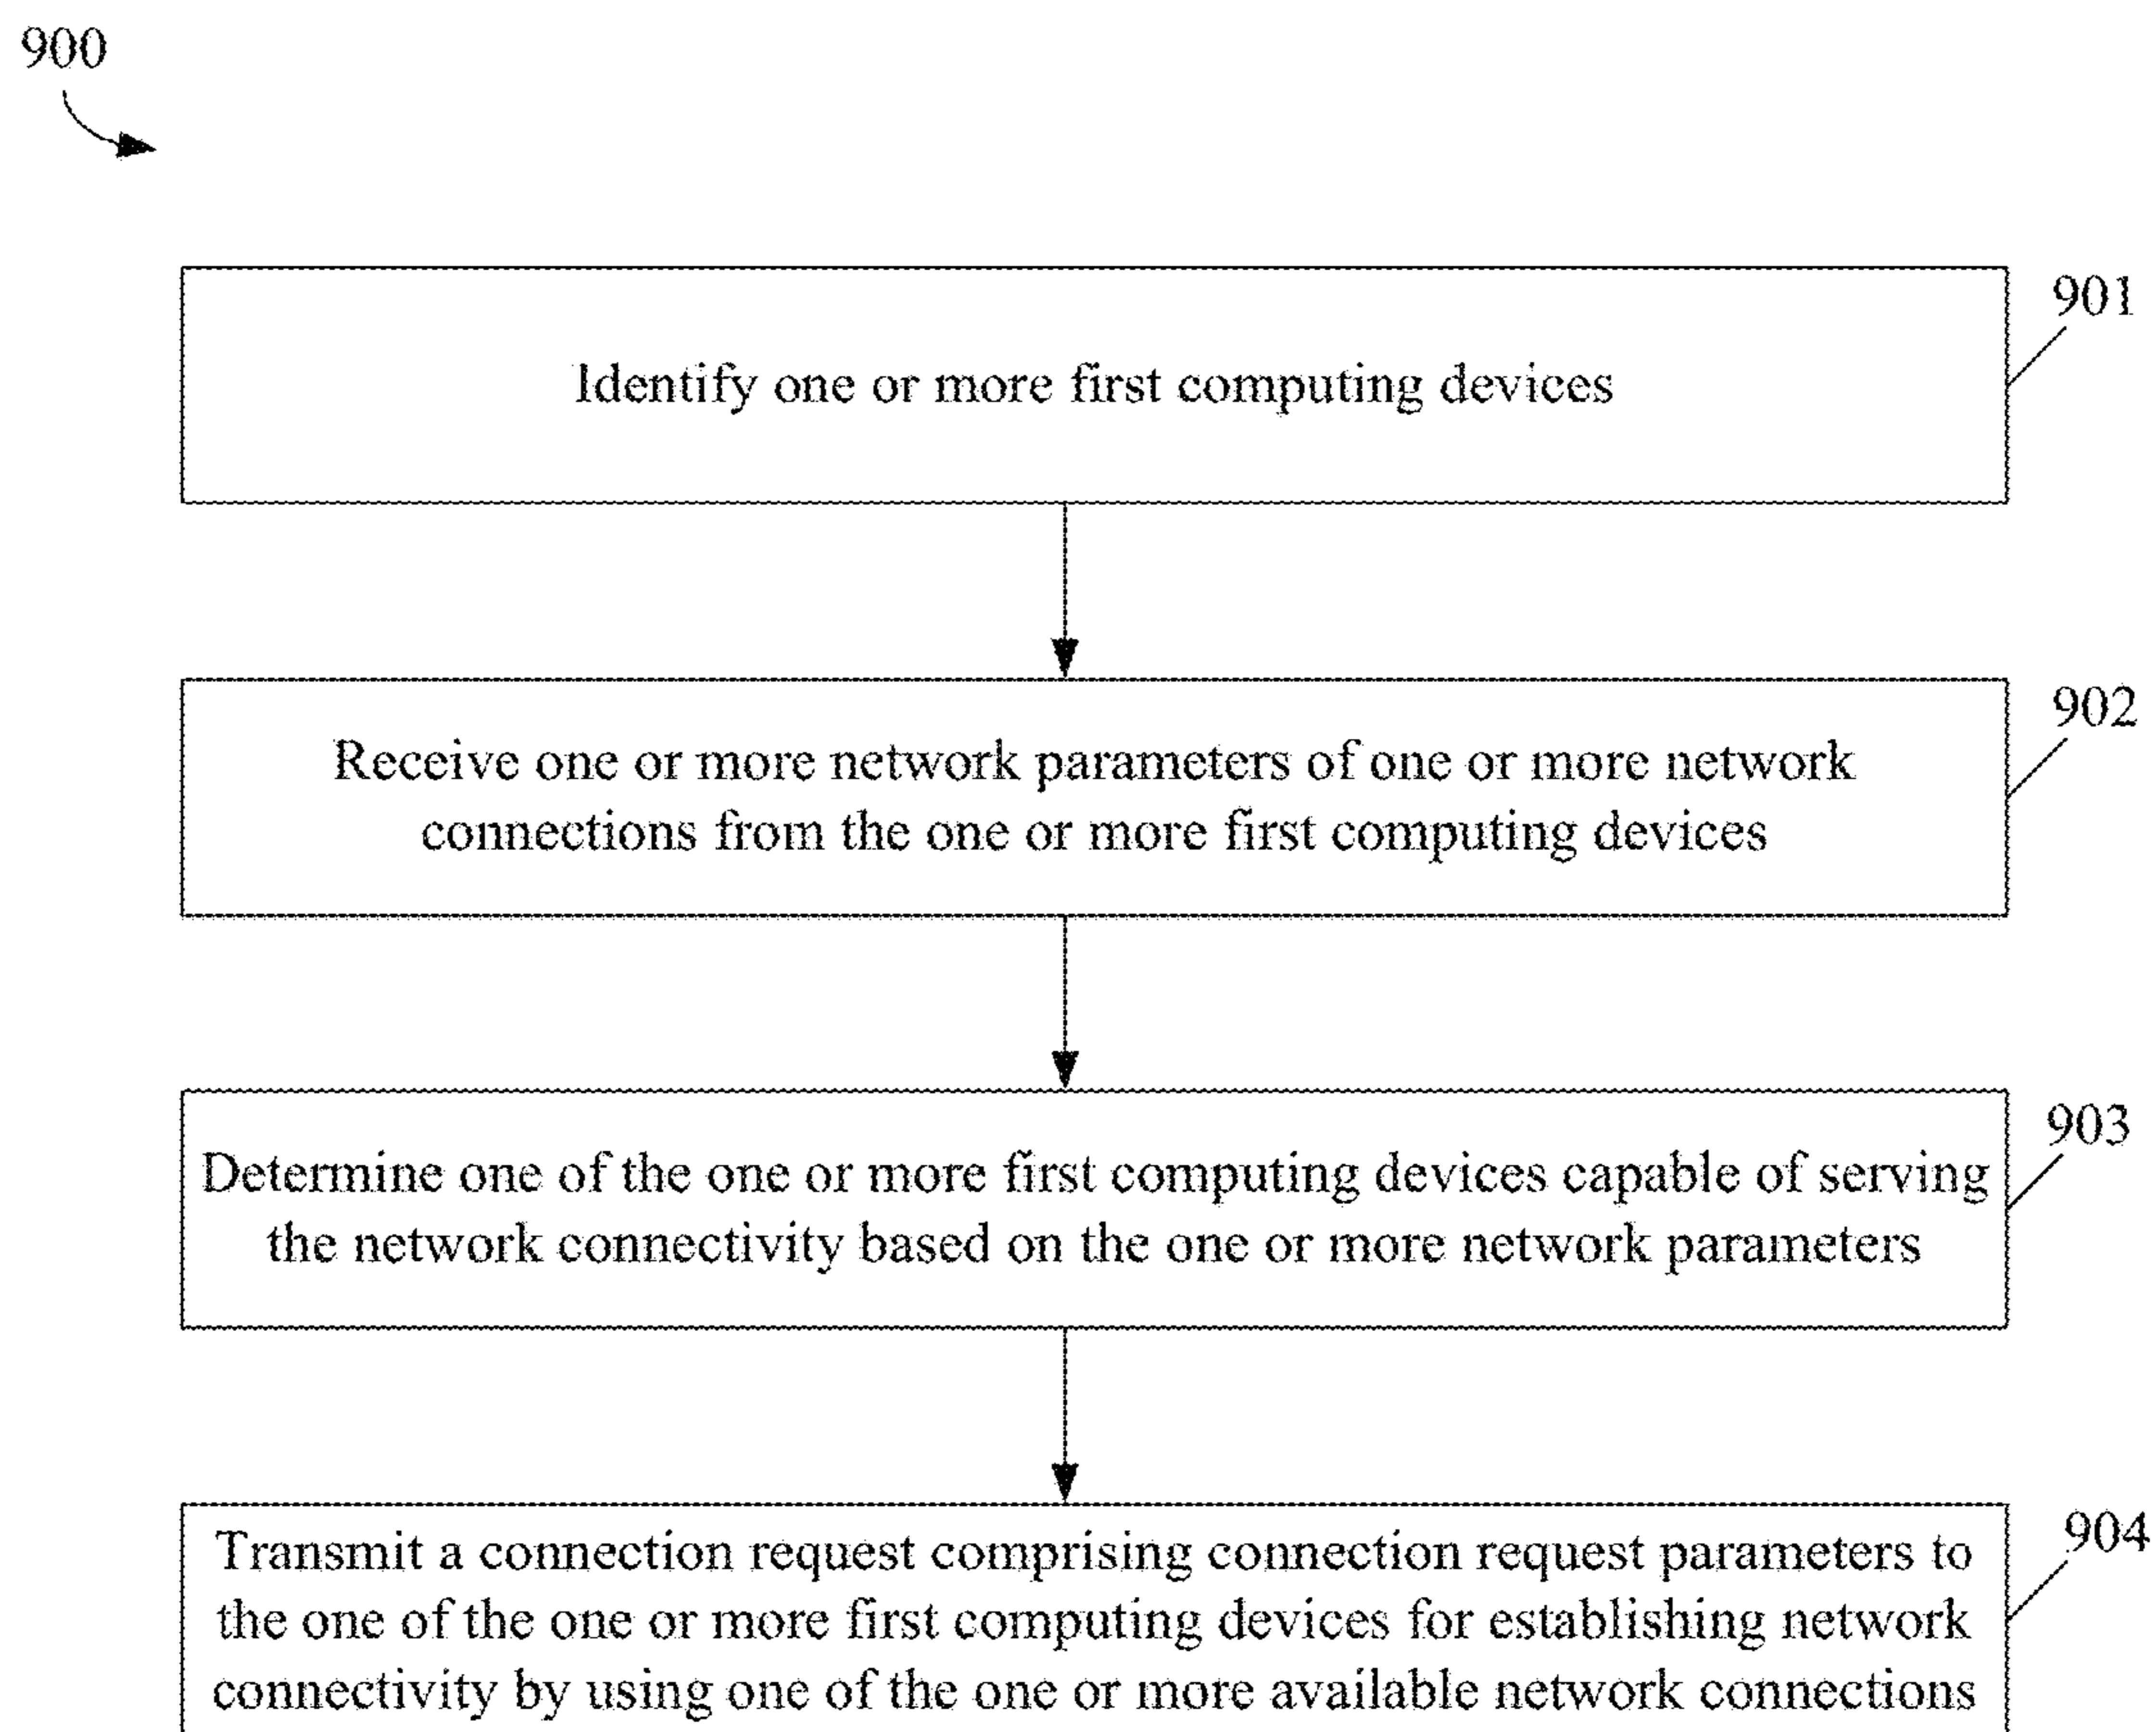 900
901
Identify one or more first computing devices
902
Receive one or more network parameters of one or more network
connections from the one or more first computing devices
903
Determine one of the one or more first computing devices capable of serving
the network connectivity based on the one or more network parameters
904
Transmit a connection request comprising connection request parameters to
the one of the one or more first computing devices for establishing network
connectivity by using one of the one or more available network connections